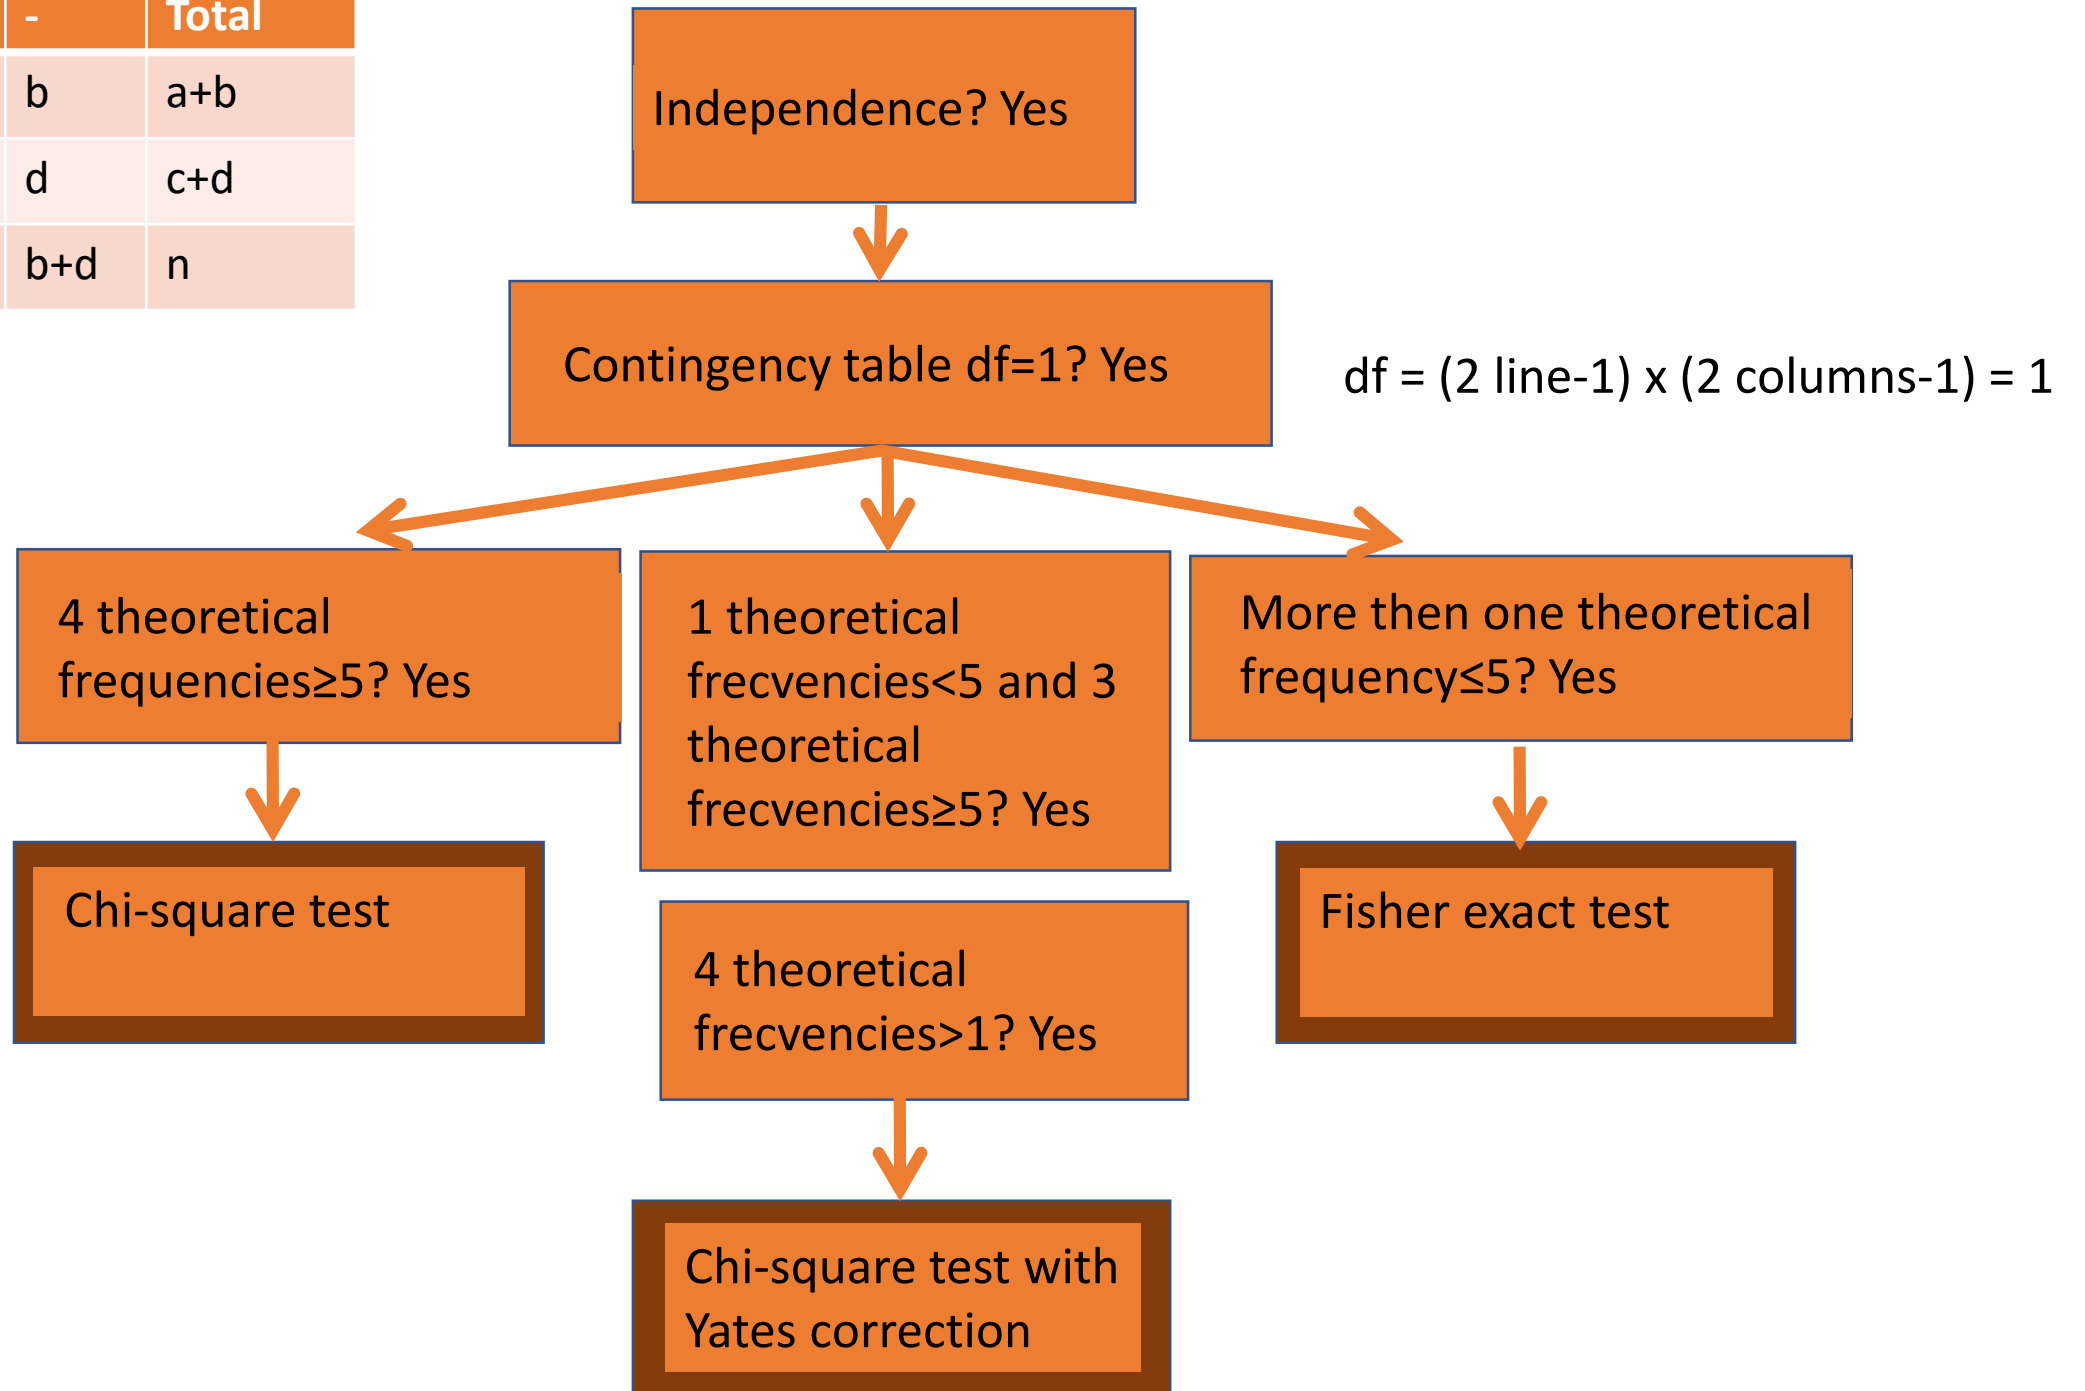 - Total
b a+b
d c+d
b+d n
Independence? Yes
Contingency table df=1? Yes
df = (2 line-1) x (2 columns-1) = 1
4 theoretical
frequencies≥5? Yes
1 theoretical
frecvencies<5 and 3
theoretical
frecvencies≥5? Yes
More then one theoretical
frequency≤5? Yes
Chi-square test
4 theoretical
frecvencies>1? Yes
Fisher exact test
Chi-square test with
Yates correction